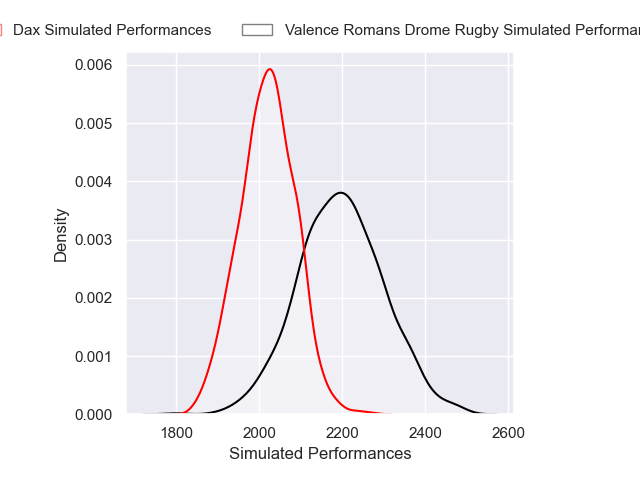 Dax Simulated Performances
Valence Romans Drome Rugby Simulated
0.006
0.005
0.004
0.003
0.002
0.001
0.000
Density
1800 2000 2200 2400 2600
Simulated Performances